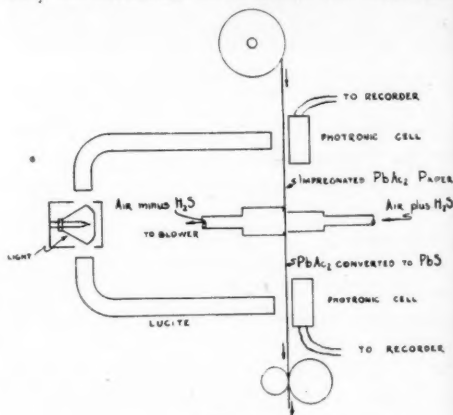 TO RECORDER
PHOTRONIC CELL
IMPREGNATED PbAc₂ PAPER
AIR MINUS H₂S
AIR PLUS H₂S
TO BLOWER
LIGHT
PbAc₂ CONVERTED TO PbS
PHOTRONIC CELL
LUCITE
TO RECORDER